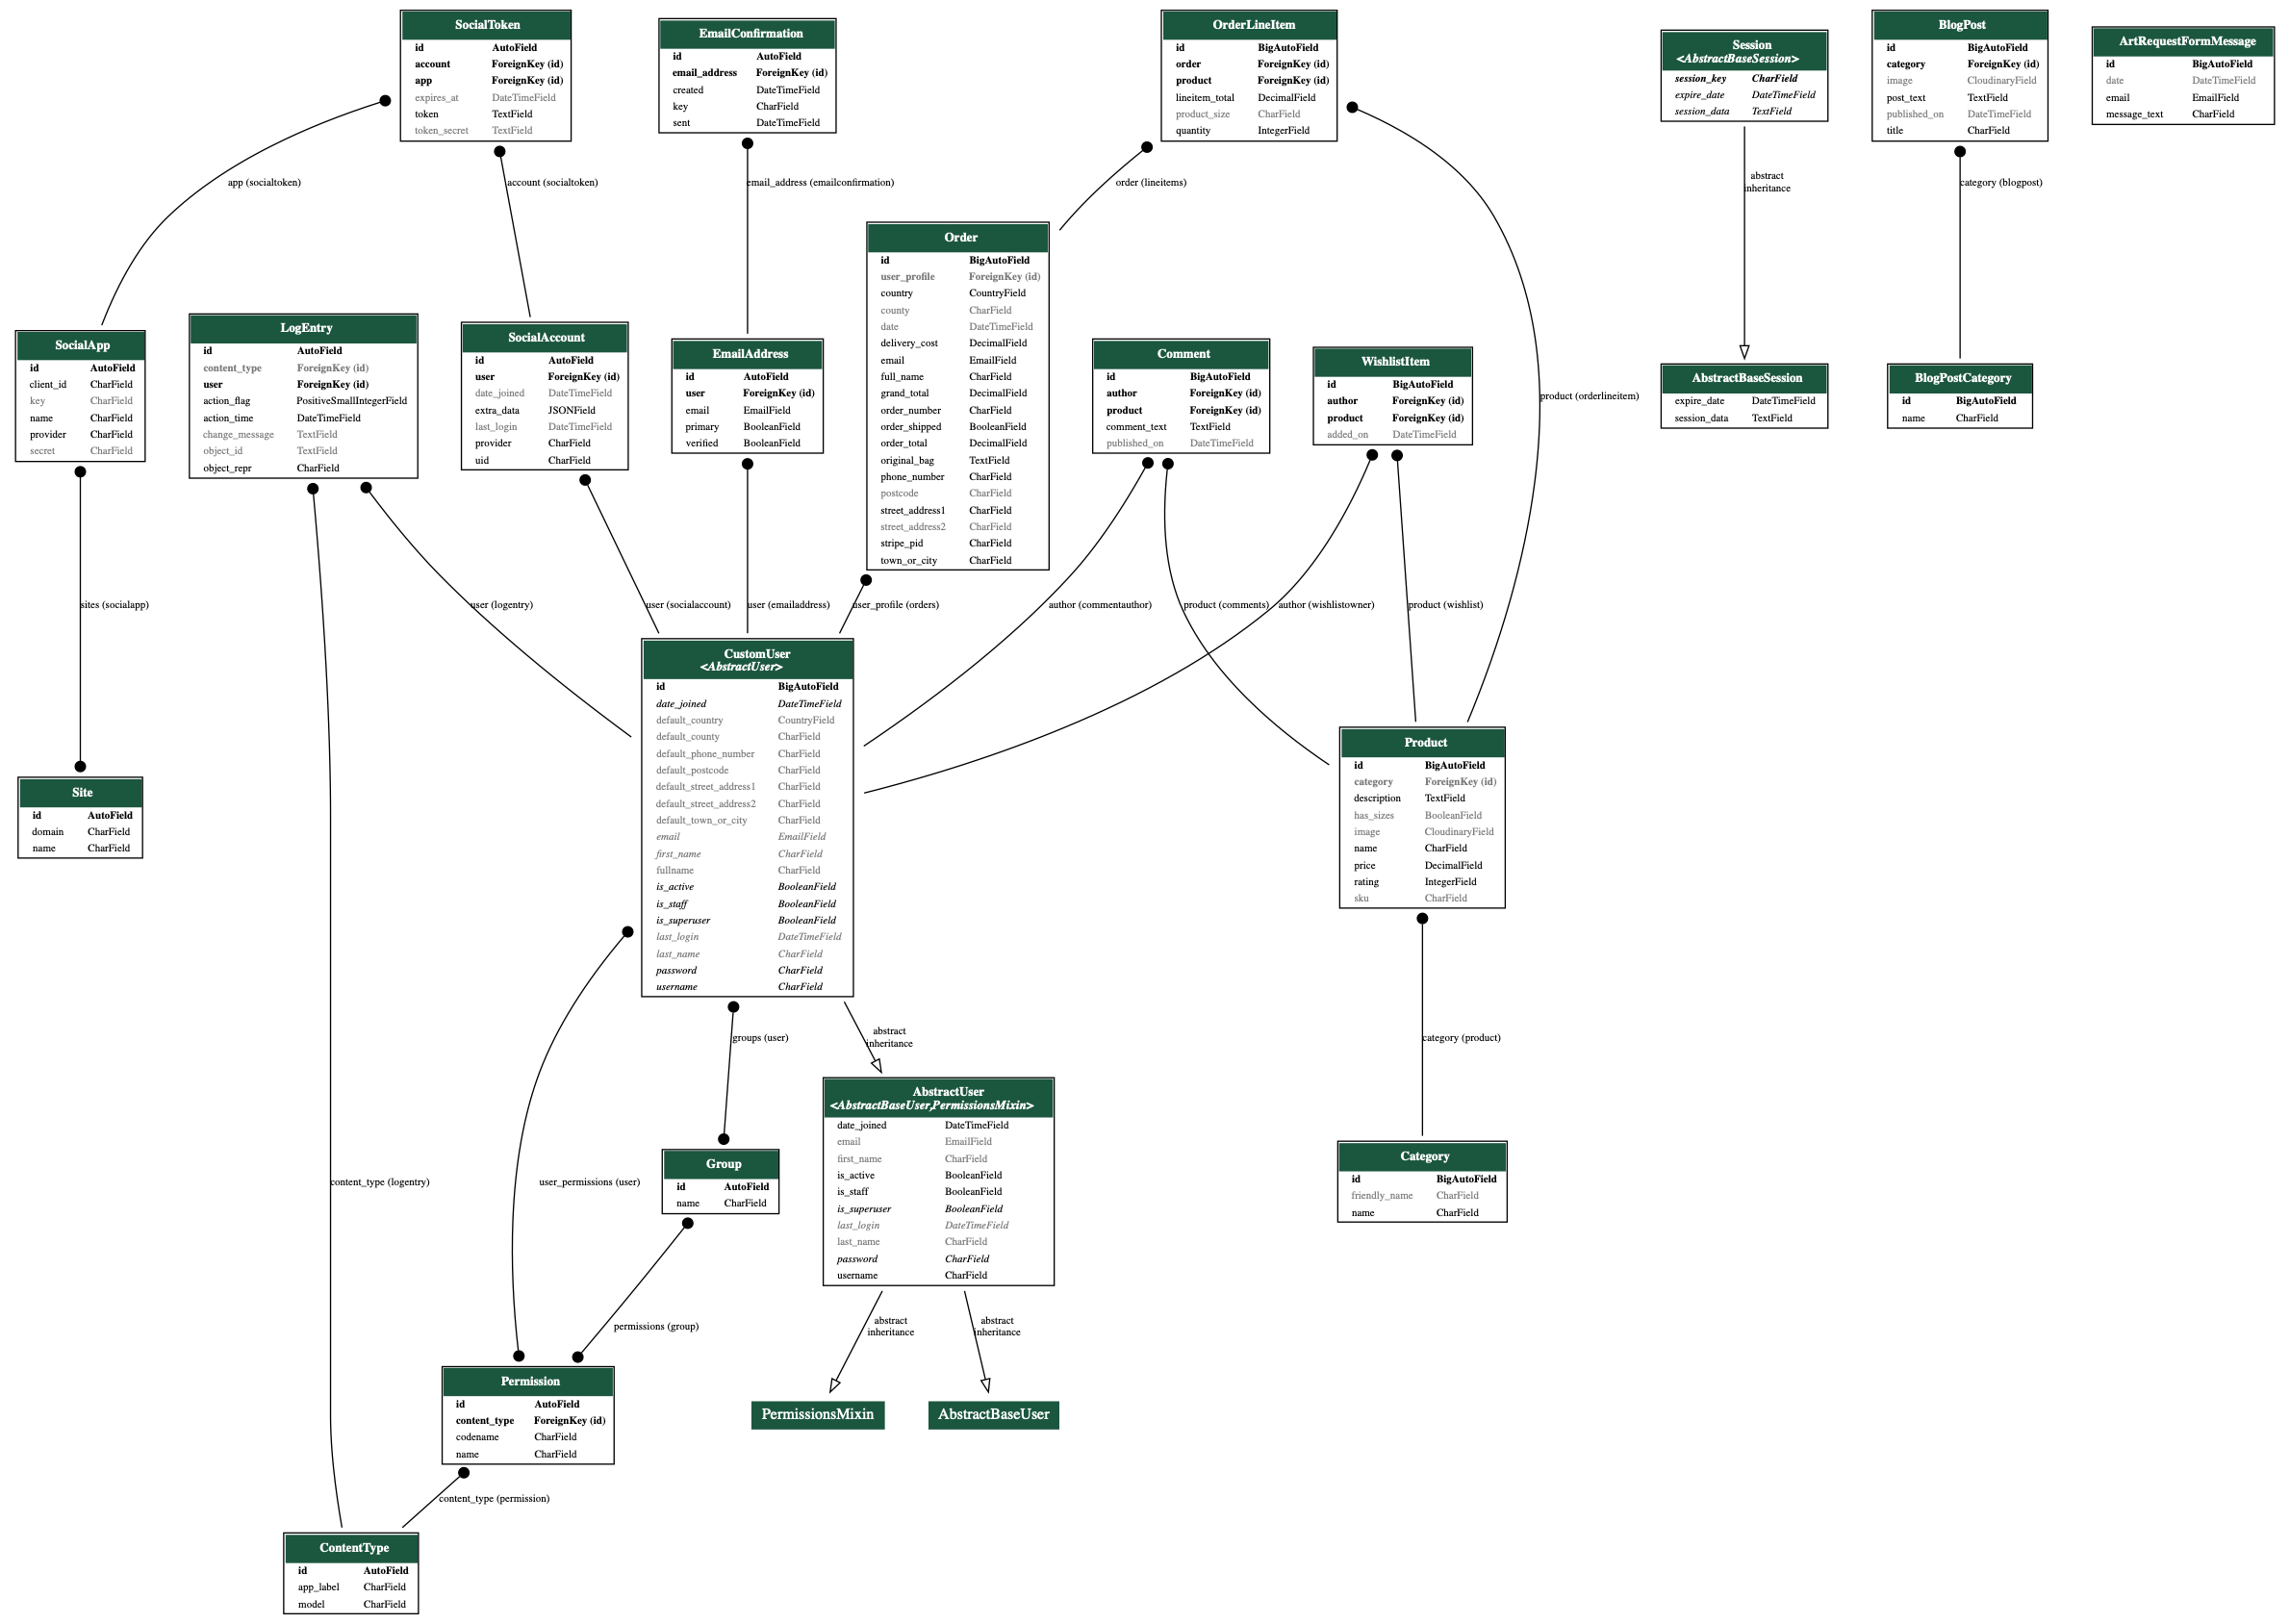 SocialToken
id AutoField
account ForeignKey (id)
app ForeignKey (id)
expires_at DateTimeField
token TextField
token_secret TextField
EmailConfirmation
id AutoField
email_address ForeignKey (id)
created DateTimeField
key CharField
sent DateTimeField
OrderLineItem
id BigAutoField
order ForeignKey (id)
product ForeignKey (id)
lineitem_total DecimalField
product_size CharField
quantity IntegerField
Session
<AbstractBaseSession>
session_key CharField
expire_date DateTimeField
session_data TextField
BlogPost
id BigAutoField
category ForeignKey (id)
image CloudinaryField
post_text TextField
published_on DateTimeField
title CharField
ArtRequestFormMessage
id BigAutoField
date DateTimeField
email EmailField
message_text CharField
app (socialtoken)
account (socialtoken)
email_address (emailconfirmation)
order (lineitems)
abstract
inheritance
category (blogpost)
Order
id BigAutoField
user_profile ForeignKey (id)
country CountryField
county CharField
date DateTimeField
delivery_cost DecimalField
email EmailField
full_name CharField
grand_total DecimalField
order_number CharField
order_shipped BooleanField
order_total DecimalField
original_bag TextField
phone_number CharField
postcode CharField
street_address1 CharField
street_address2 CharField
stripe_pid CharField
town_or_city CharField
SocialApp
id AutoField
client_id CharField
key CharField
name CharField
provider CharField
secret CharField
LogEntry
id AutoField
content_type ForeignKey (id)
user ForeignKey (id)
action_flag PositiveSmallIntegerField
action_time DateTimeField
change_message TextField
object_id TextField
object_repr CharField
SocialAccount
id AutoField
user ForeignKey (id)
date_joined DateTimeField
extra_data JSONField
last_login DateTimeField
provider CharField
uid CharField
EmailAddress
id AutoField
user ForeignKey (id)
email EmailField
primary BooleanField
verified BooleanField
Comment
id BigAutoField
author ForeignKey (id)
product ForeignKey (id)
comment_text TextField
published_on DateTimeField
WishlistItem
id BigAutoField
author ForeignKey (id)
product ForeignKey (id)
added_on DateTimeField
product (orderlineitem)
AbstractBaseSession
expire_date DateTimeField
session_data TextField
BlogPostCategory
id BigAutoField
name CharField
sites (socialapp)
user (logentry)
user (socialaccount)
user (emailaddress)
user_profile (orders)
author (commentauthor)
product (comments)
author (wishlistowner)
product (wishlist)
CustomUser
<AbstractUser>
id BigAutoField
date_joined DateTimeField
default_country CountryField
default_county CharField
default_phone_number CharField
default_postcode CharField
default_street_address1 CharField
default_street_address2 CharField
default_town_or_city CharField
email EmailField
first_name CharField
fullname CharField
is_active BooleanField
is_staff BooleanField
is_superuser BooleanField
last_login DateTimeField
last_name CharField
password CharField
username CharField
Site
id AutoField
domain CharField
name CharField
Product
id BigAutoField
category ForeignKey (id)
description TextField
has_sizes BooleanField
image CloudinaryField
name CharField
price DecimalField
rating IntegerField
sku CharField
groups (user)
abstract
inheritance
category (product)
AbstractUser
<AbstractBaseUser,PermissionsMixin>
date_joined DateTimeField
email EmailField
first_name CharField
is_active BooleanField
is_staff BooleanField
is_superuser BooleanField
last_login DateTimeField
last_name CharField
password CharField
username CharField
Group
id AutoField
name CharField
Category
id BigAutoField
friendly_name CharField
name CharField
content_type (logentry)
user_permissions (user)
permissions (group)
abstract
inheritance
abstract
inheritance
Permission
id AutoField
content_type ForeignKey (id)
codename CharField
name CharField
PermissionsMixin
AbstractBaseUser
content_type (permission)
ContentType
id AutoField
app_label CharField
model CharField